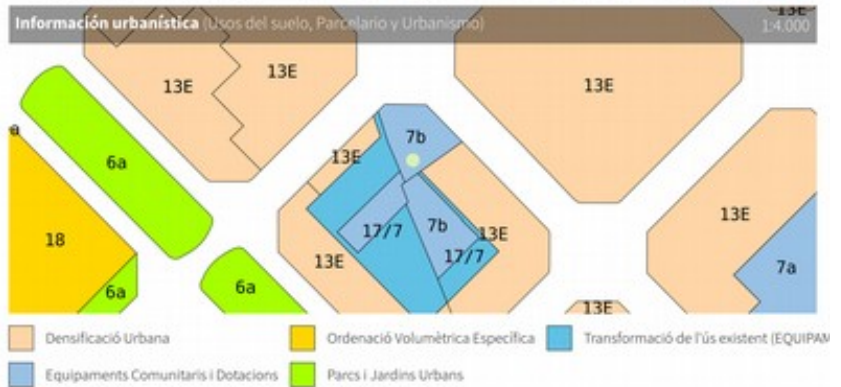 Información urbanística (Usos del suelo, Parcelario y Urbanismo)
13E
1:4.000
13E
13E
13E
a
7b
6a
13E
13E
18
17/7
7b
13E
17/7
13E
7a
6a
6a
13E
Densificació Urbana
Ordenació Volumètrica Específica
Transformació de l'ús existent (EQUIPAM
Equipaments Comunitaris i Dotacions
Parcs i Jardins Urbans